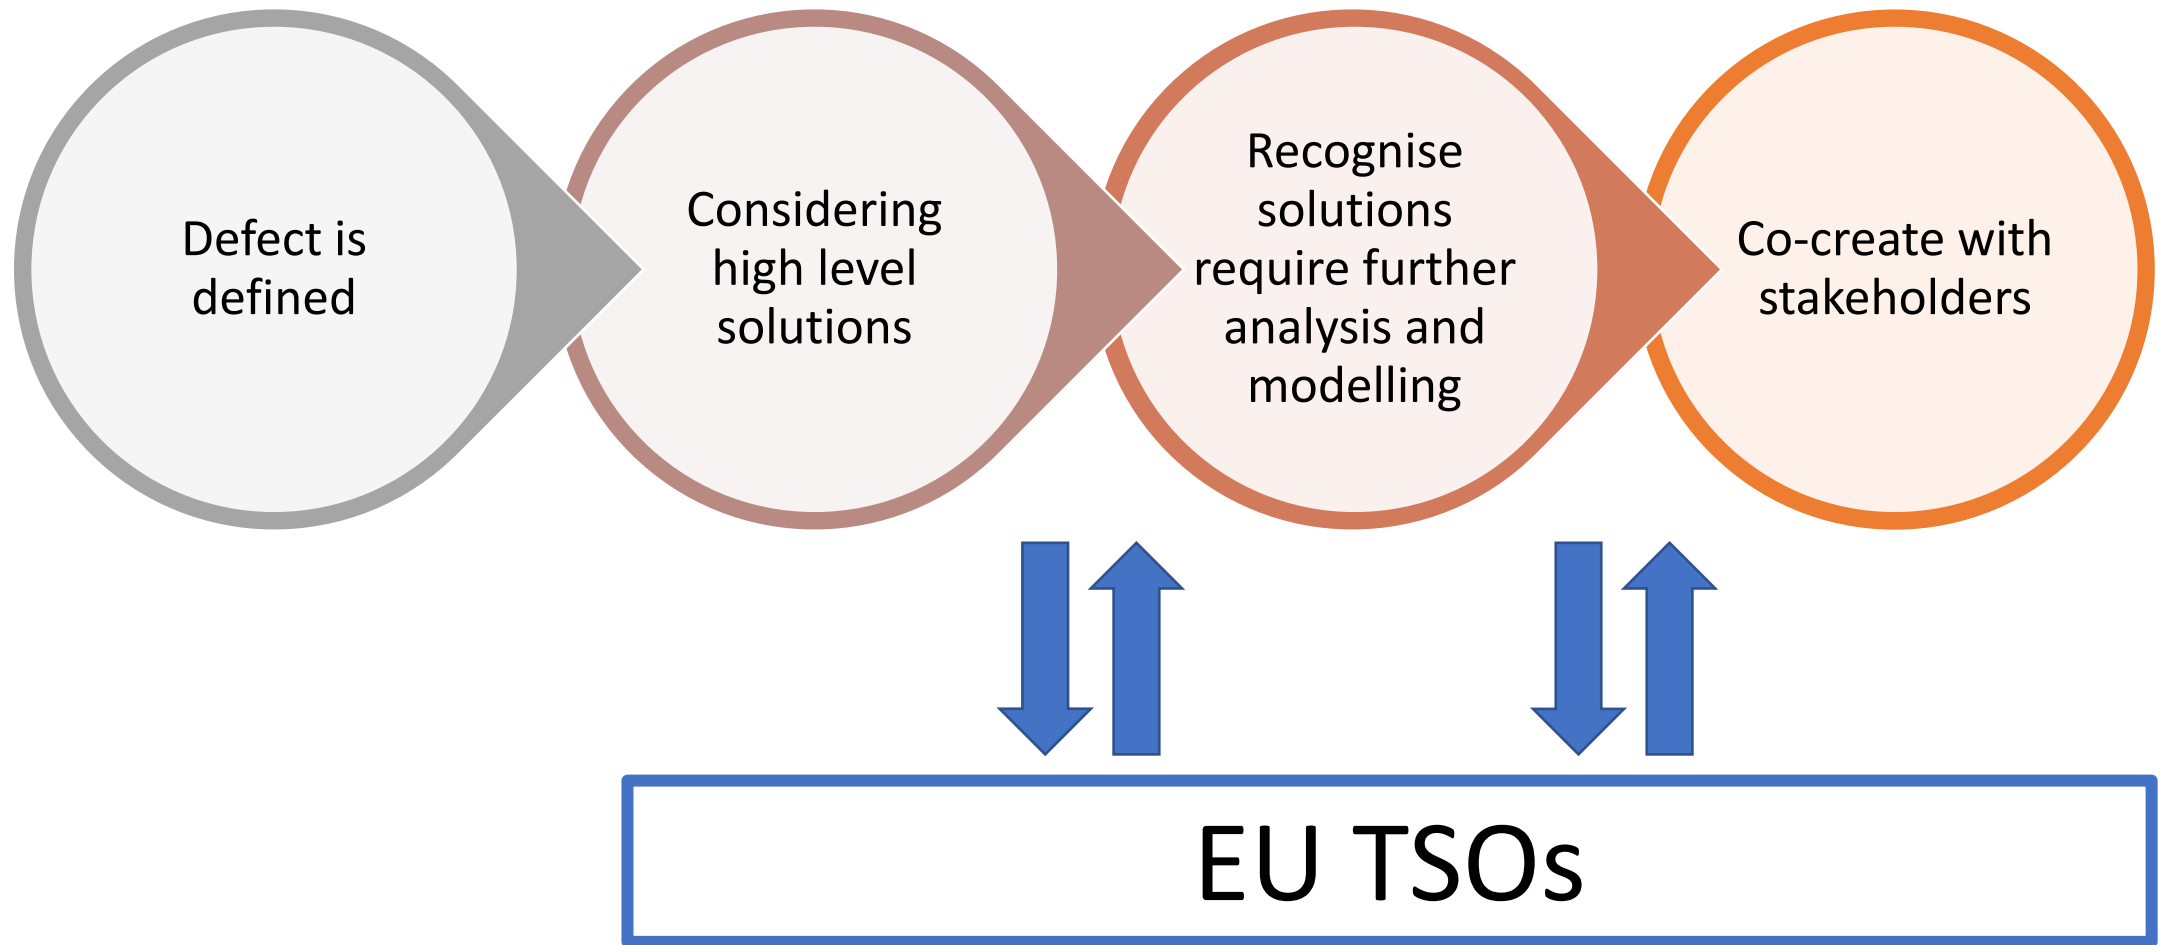 Defect is
defined
Considering
high level
solutions
Recognise
solutions
require further
analysis and
modelling
Co-create with
stakeholders
EU TSOs